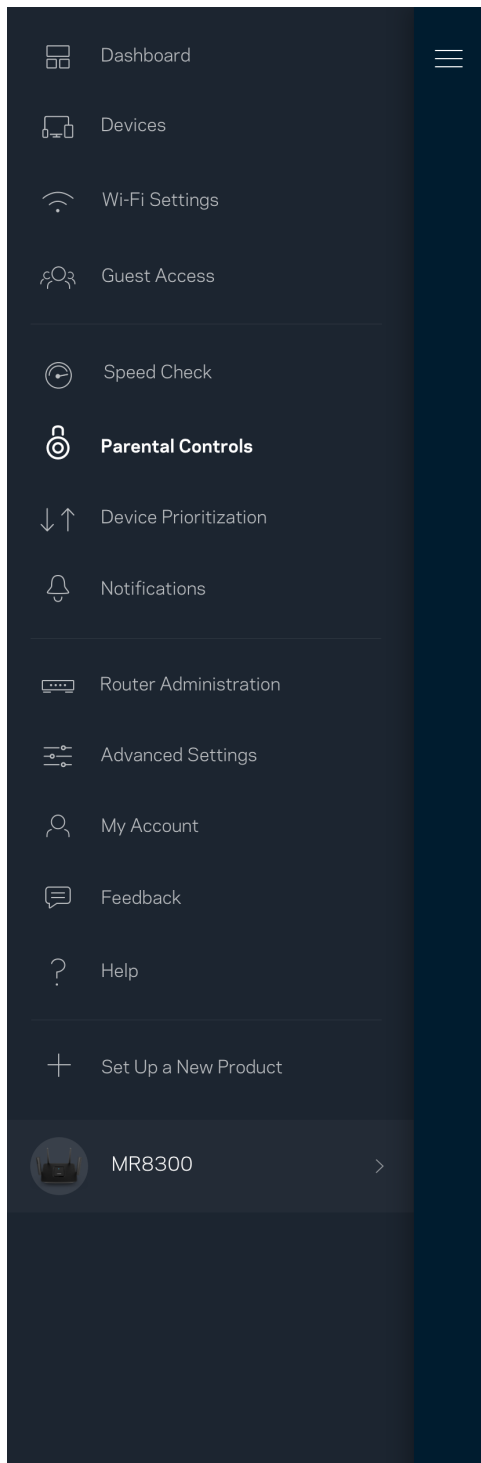 Dashboard
Devices
Wi-Fi Settings
Guest Access
Speed Check
Parental Controls
Device Prioritization
Notifications
Router Administration
Advanced Settings
My Account
Feedback
Help
Set Up a New Product
MR8300